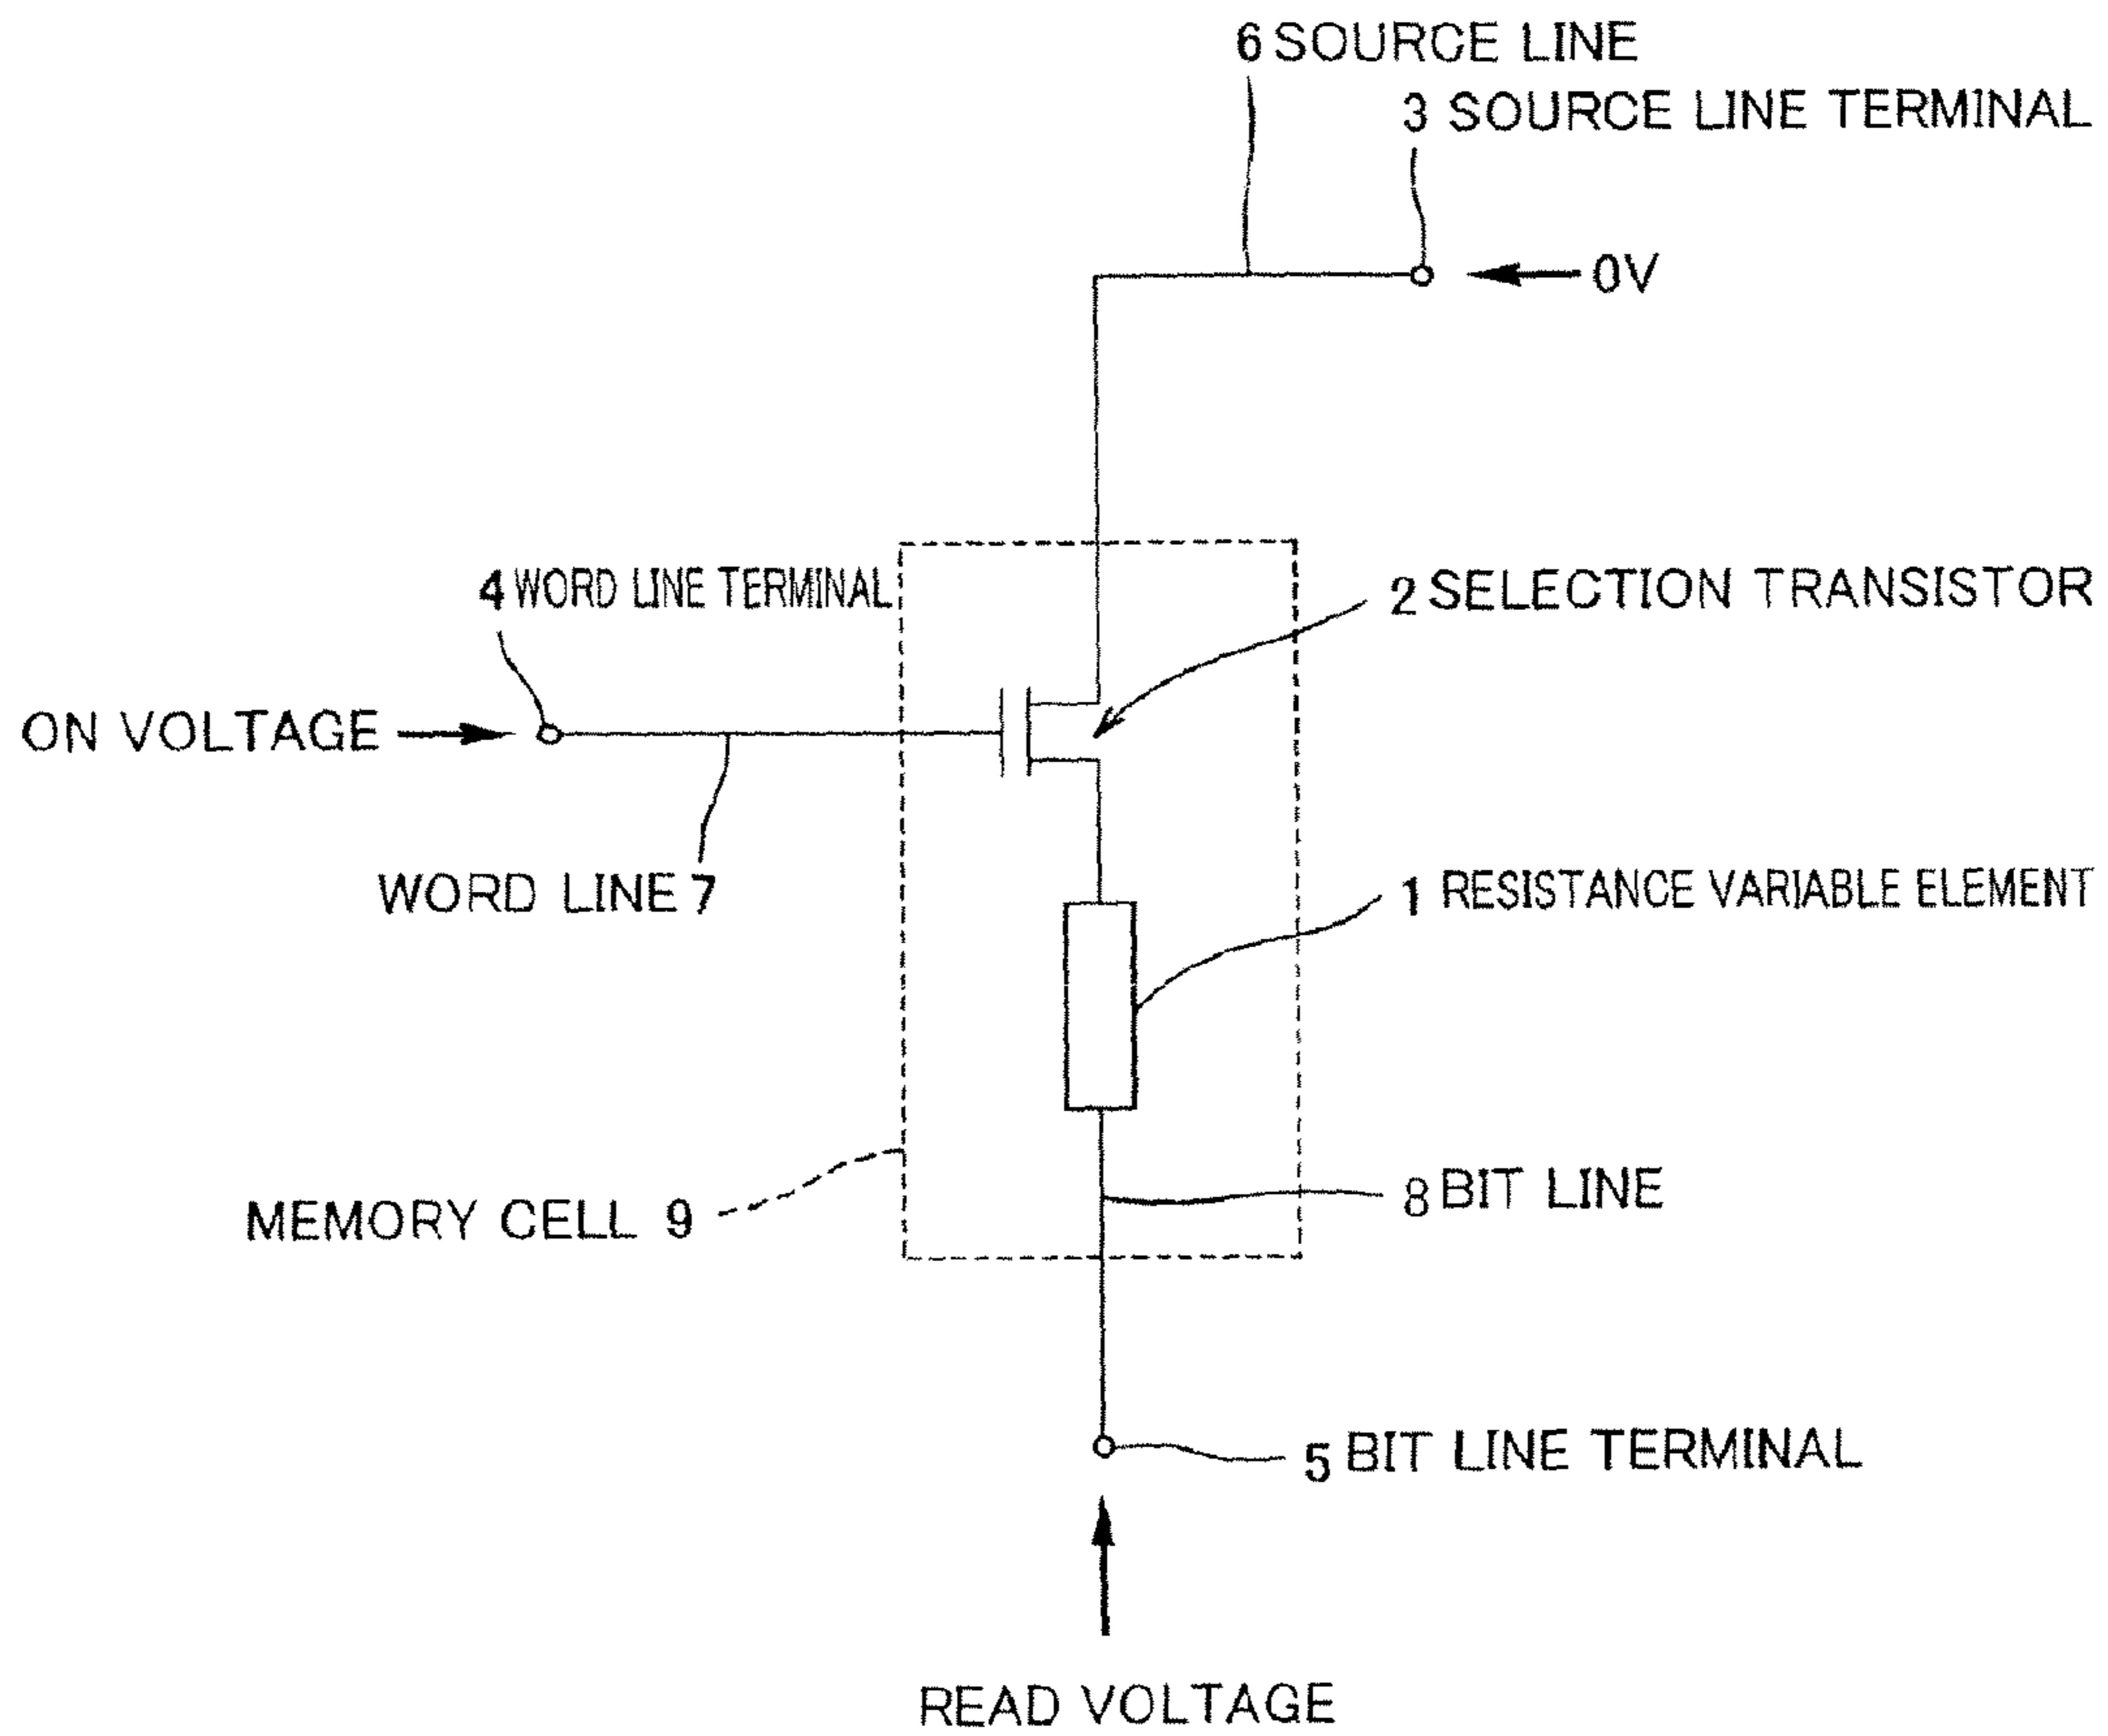 6 SOURCE LINE
3 SOURCE LINE TERMINAL
0V
4 WORD LINE TERMINAL
2 SELECTION TRANSISTOR
ON VOLTAGE
WORD LINE 7
1 RESISTANCE VARIABLE ELEMENT
8 BIT LINE
MEMORY CELL 9
5 BIT LINE TERMINAL
READ VOLTAGE